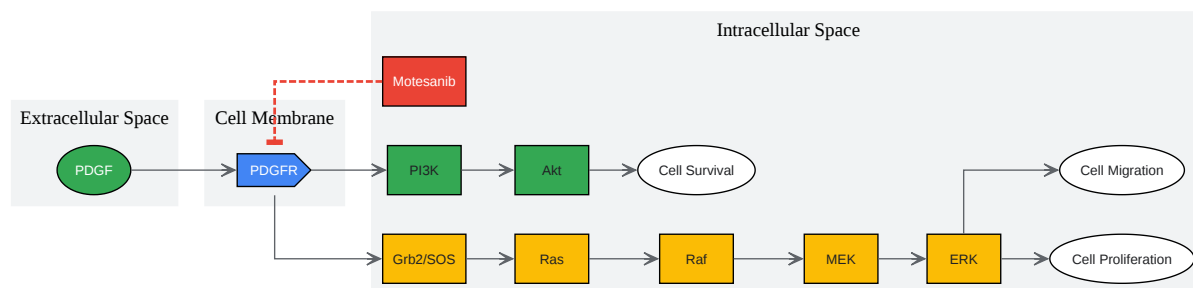 Intracellular Space
Motesanib
Extracellular Space
Cell Membrane
PDGF
PDGFR
PI3K
Akt
Cell Survival
Cell Migration
Grb2/SOS
Ras
Raf
MEK
ERK
Cell Proliferation